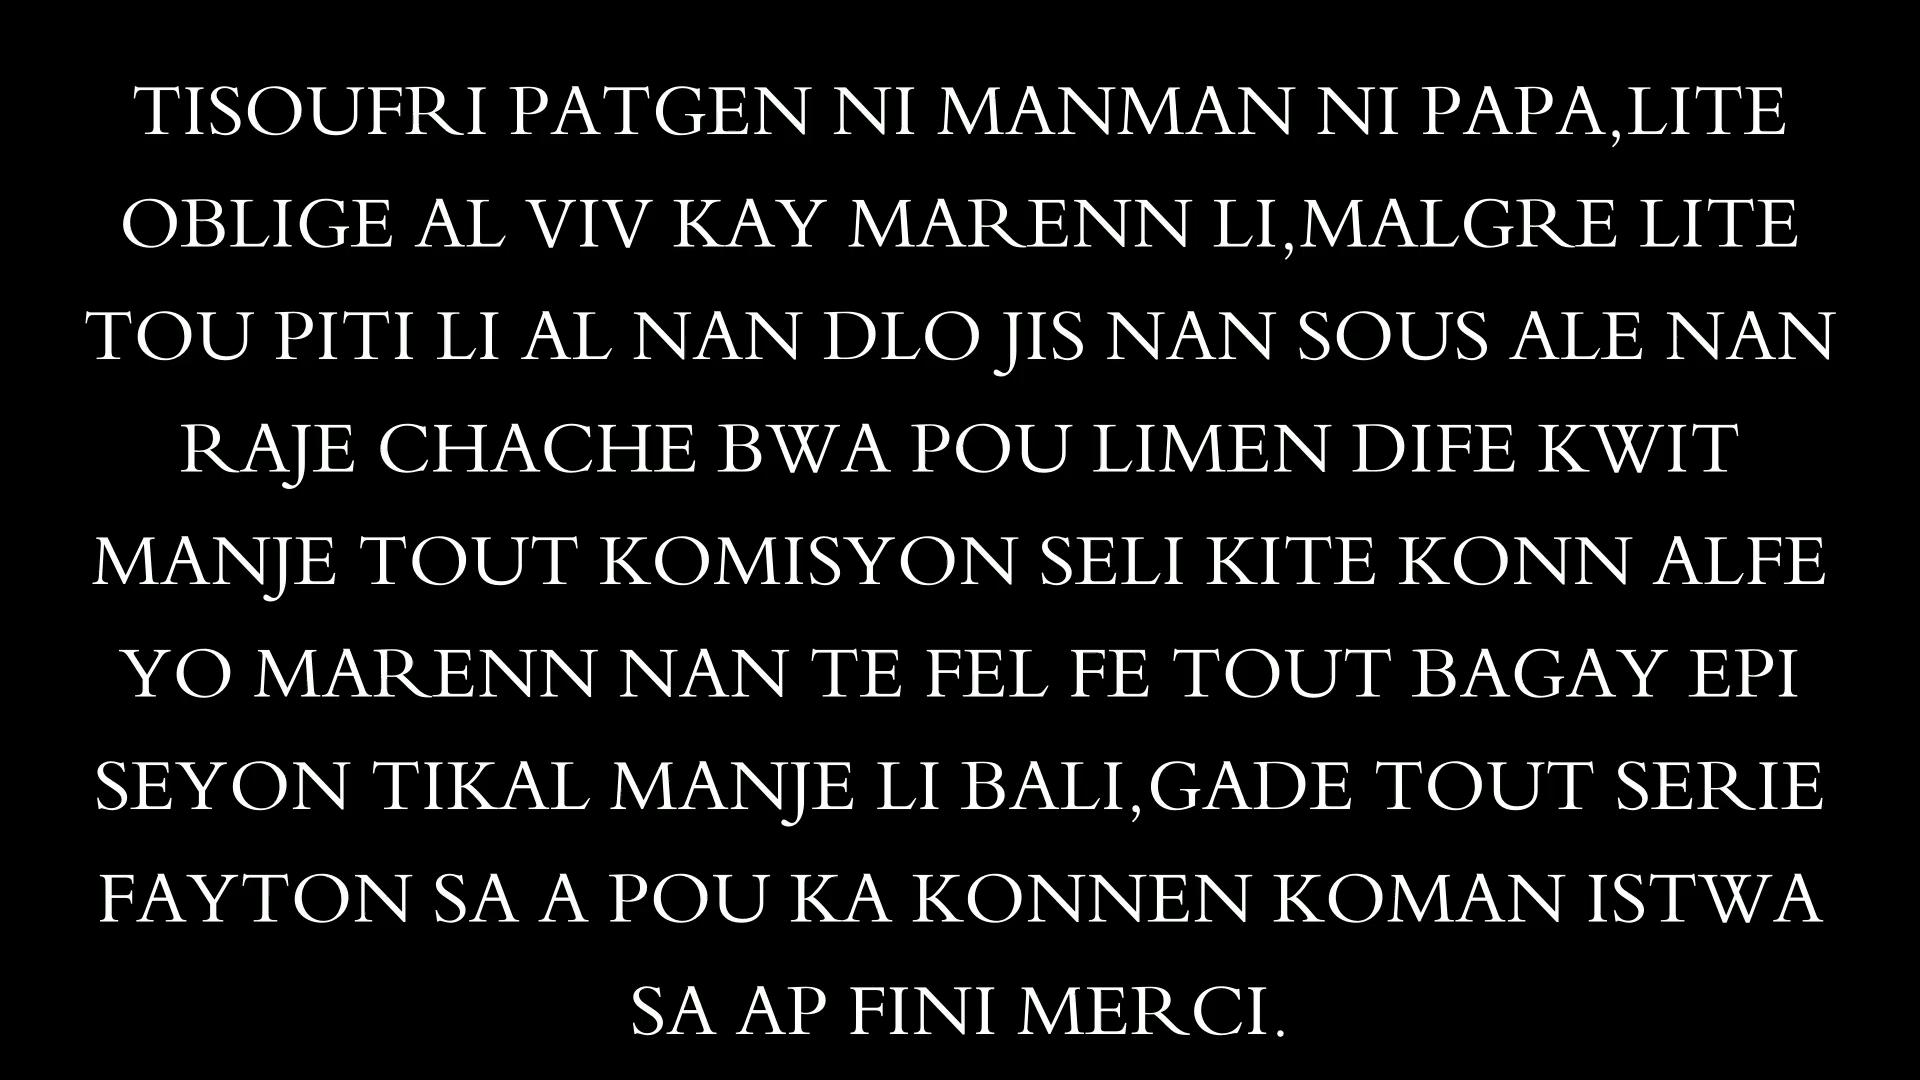 TISOUFRI PATGEN NI MANMAN NI PAPA,LITE
OBLIGE AL VIV KAY MARENN LI,MALGRE LITE
TOU PITI LI AL NAN DLO JIS NAN SOUS ALE NAN
RAJE CHACHE BWA POU LIMEN DIFE KWIT
MANJE TOUT KOMISYON SELI KITE KONN ALFE
YO MARENN NAN TE FEL FE TOUT BAGAY EPI
SEYON TIKAL MANJE LI BALI,GADE TOUT SERIE
FAYTON SA A POU KA KONNEN KOMAN ISTWA
SA AP FINI MERCI.